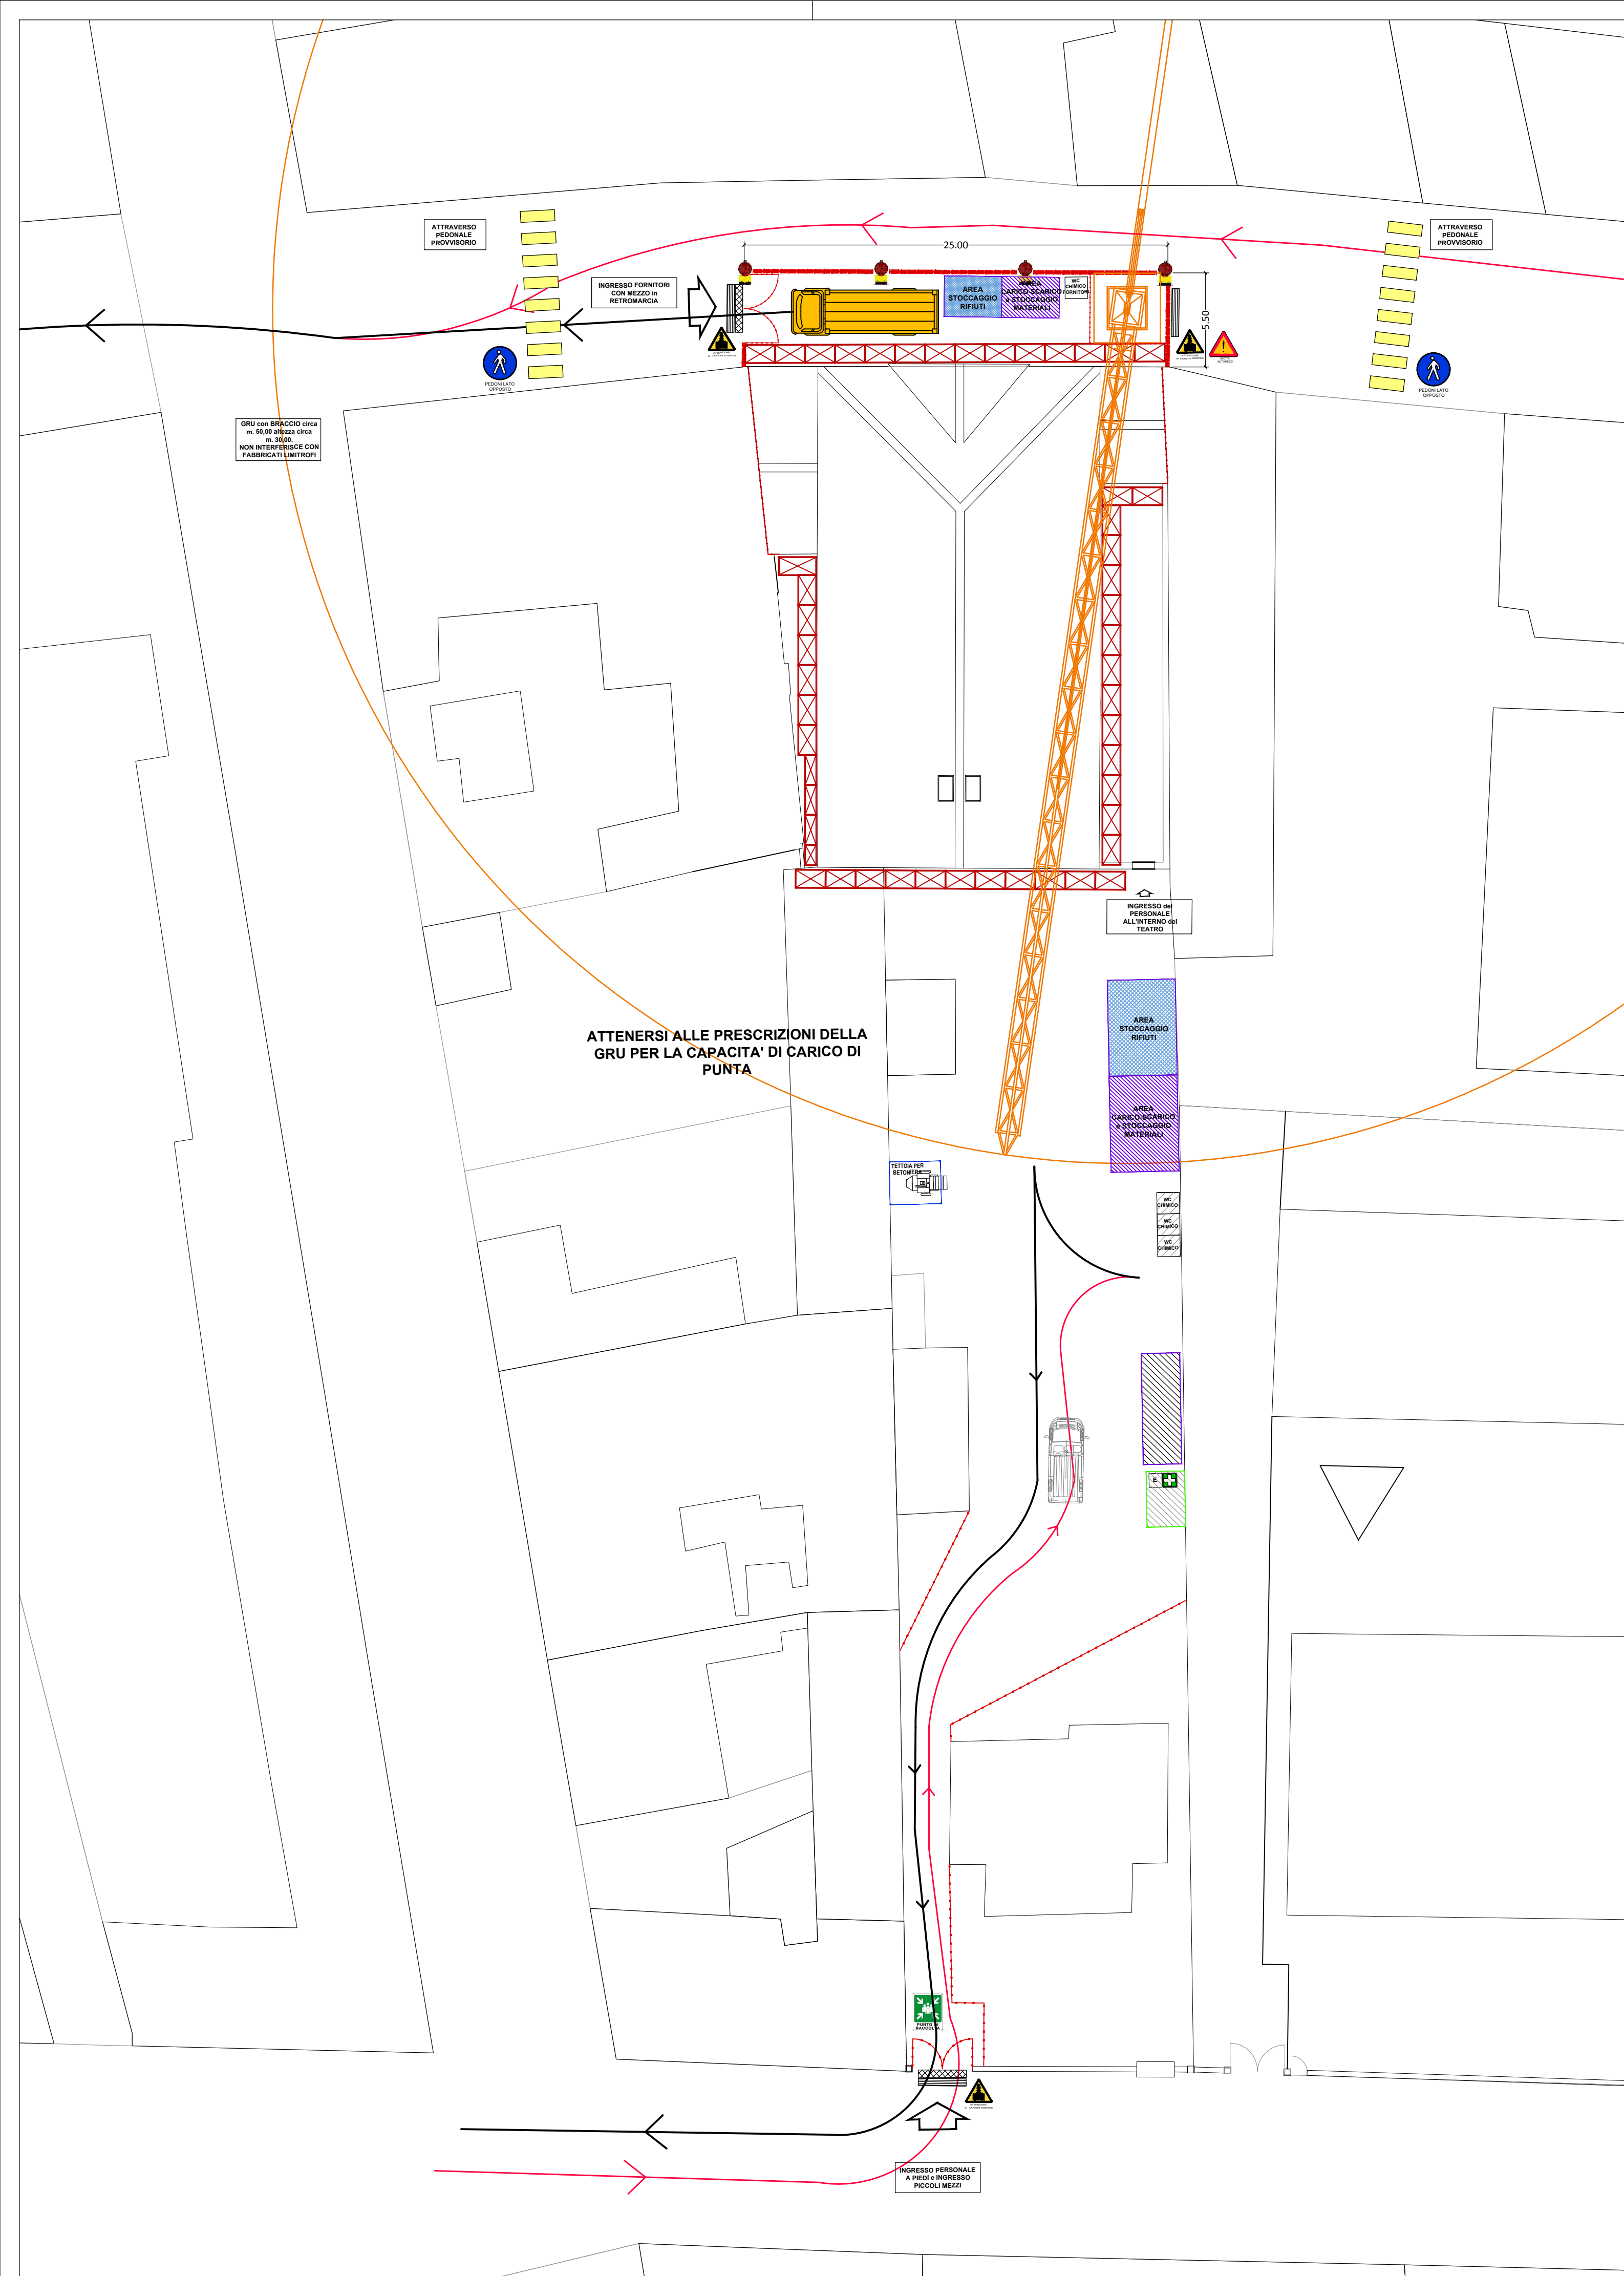 ATTRAVERSO
PEDONALE
PROVVISORIO
ATTRAVERSO
PEDONALE
PROVVISORIO
25.00
INGRESSO FORNITORI
CON MEZZO in
RETROMARCIA
AREA
STOCCAGGIO
RIFIUTI
AREA
CARICO-SCARICO
e STOCCAGGIO
MATERIALI
WC
CHIMICO
FORNITORI
5.50
PEDONI LATO
OPPOSTO
PEDONI LATO
OPPOSTO
GRU con BRACCIO circa
m. 50,00 altezza circa
m. 30,00.
NON INTERFERISCE CON
FABBRICATI LIMITROFI
INGRESSO del
PERSONALE
ALL'INTERNO del
TEATRO
AREA
STOCCAGGIO
RIFIUTI
ATTENERSI ALLE PRESCRIZIONI DELLA
GRU PER LA CAPACITA' DI CARICO DI
PUNTA
AREA
CARICO-SCARICO
e STOCCAGGIO
MATERIALI
TETTOIA PER
BETONIERA
WC
CHIMICO
WC
CHIMICO
WC
CHIMICO
E
PUNTO DI
RACCOLTA
INGRESSO PERSONALE
A PIEDI e INGRESSO
PICCOLI MEZZI